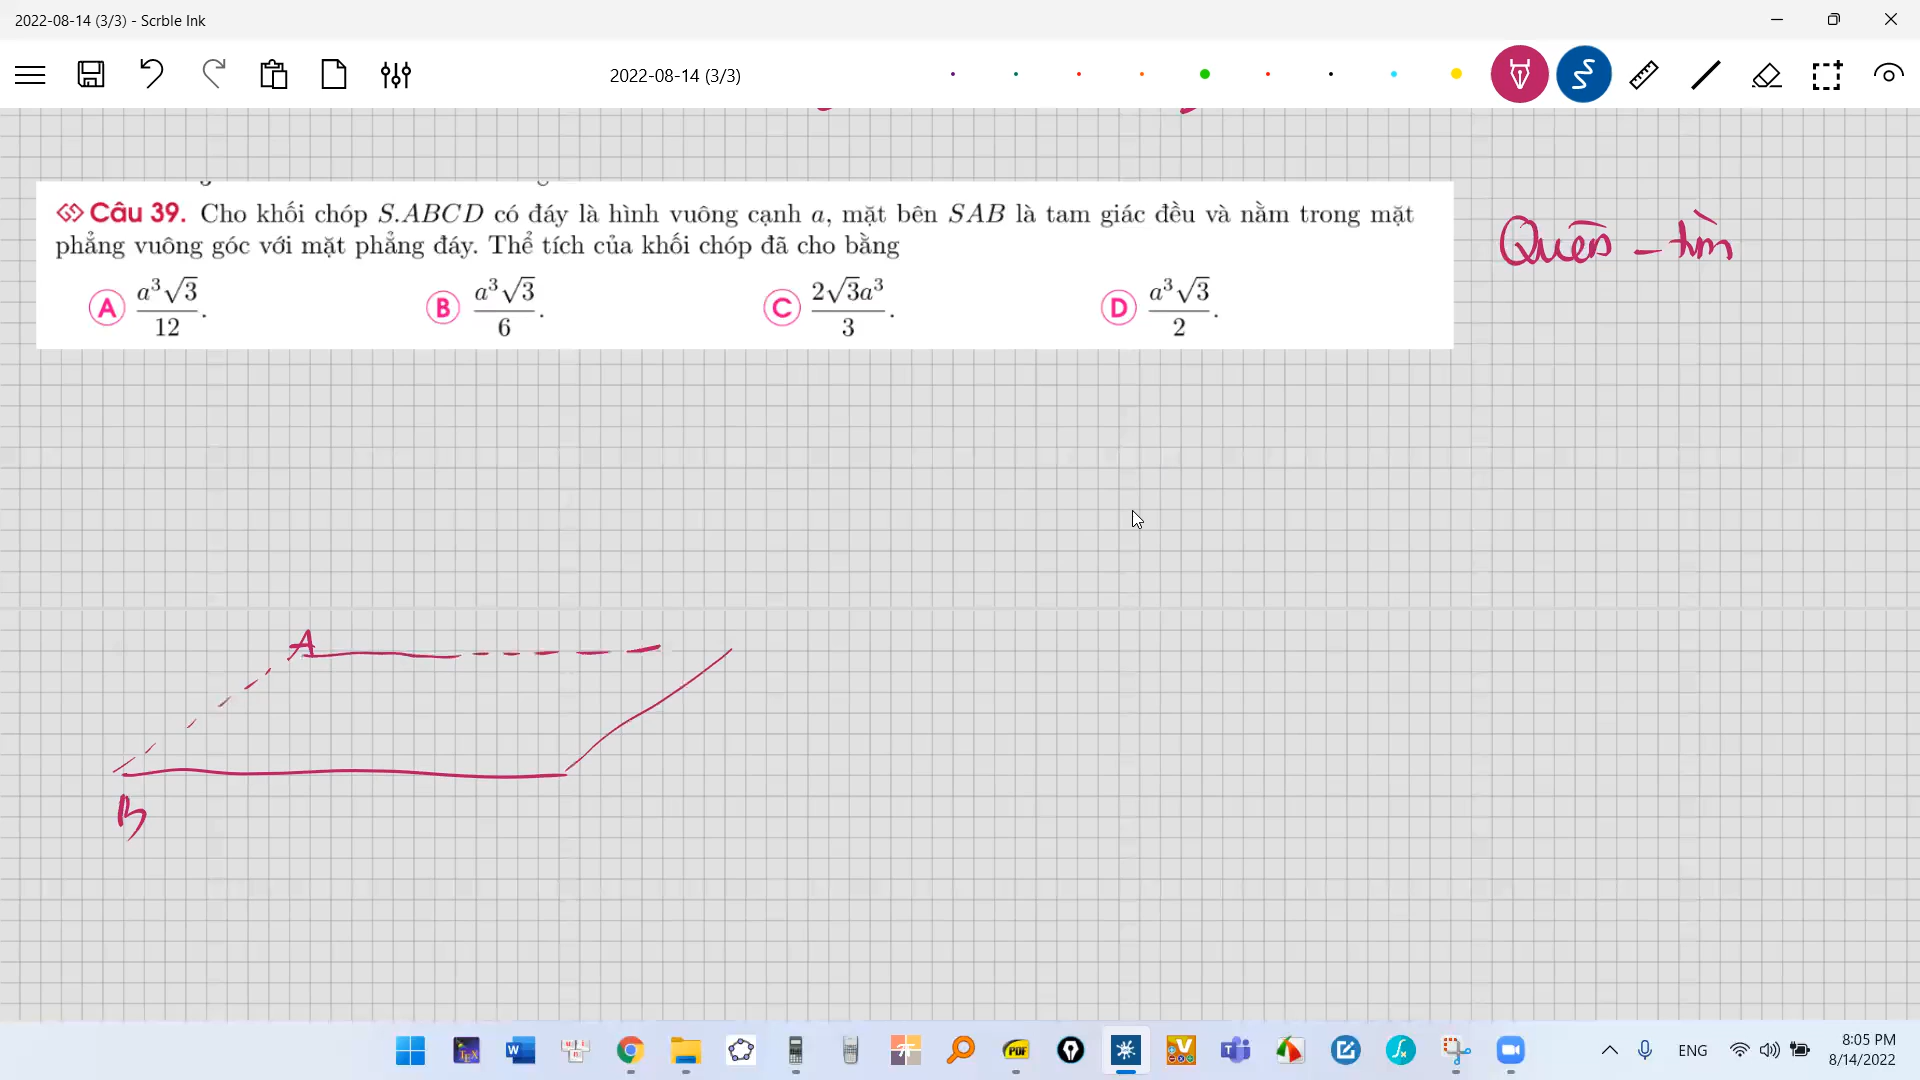 2022-08-14 (3/3) - Scrble Ink
2022-08-14 (3/3)
Câu 39. Cho khối chóp S.ABCD có đáy là hình vuông cạnh a, mặt bên SAB là tam giác đều và nằm trong mặt
phẳng vuông góc với mặt phẳng đáy. Thể tích của khối chóp đã cho bằng
A a³√3/12. B a³√3/6. C 2√3a³/3. D a³√3/2.
A
B
ENG
8:05 PM
8/14/2022